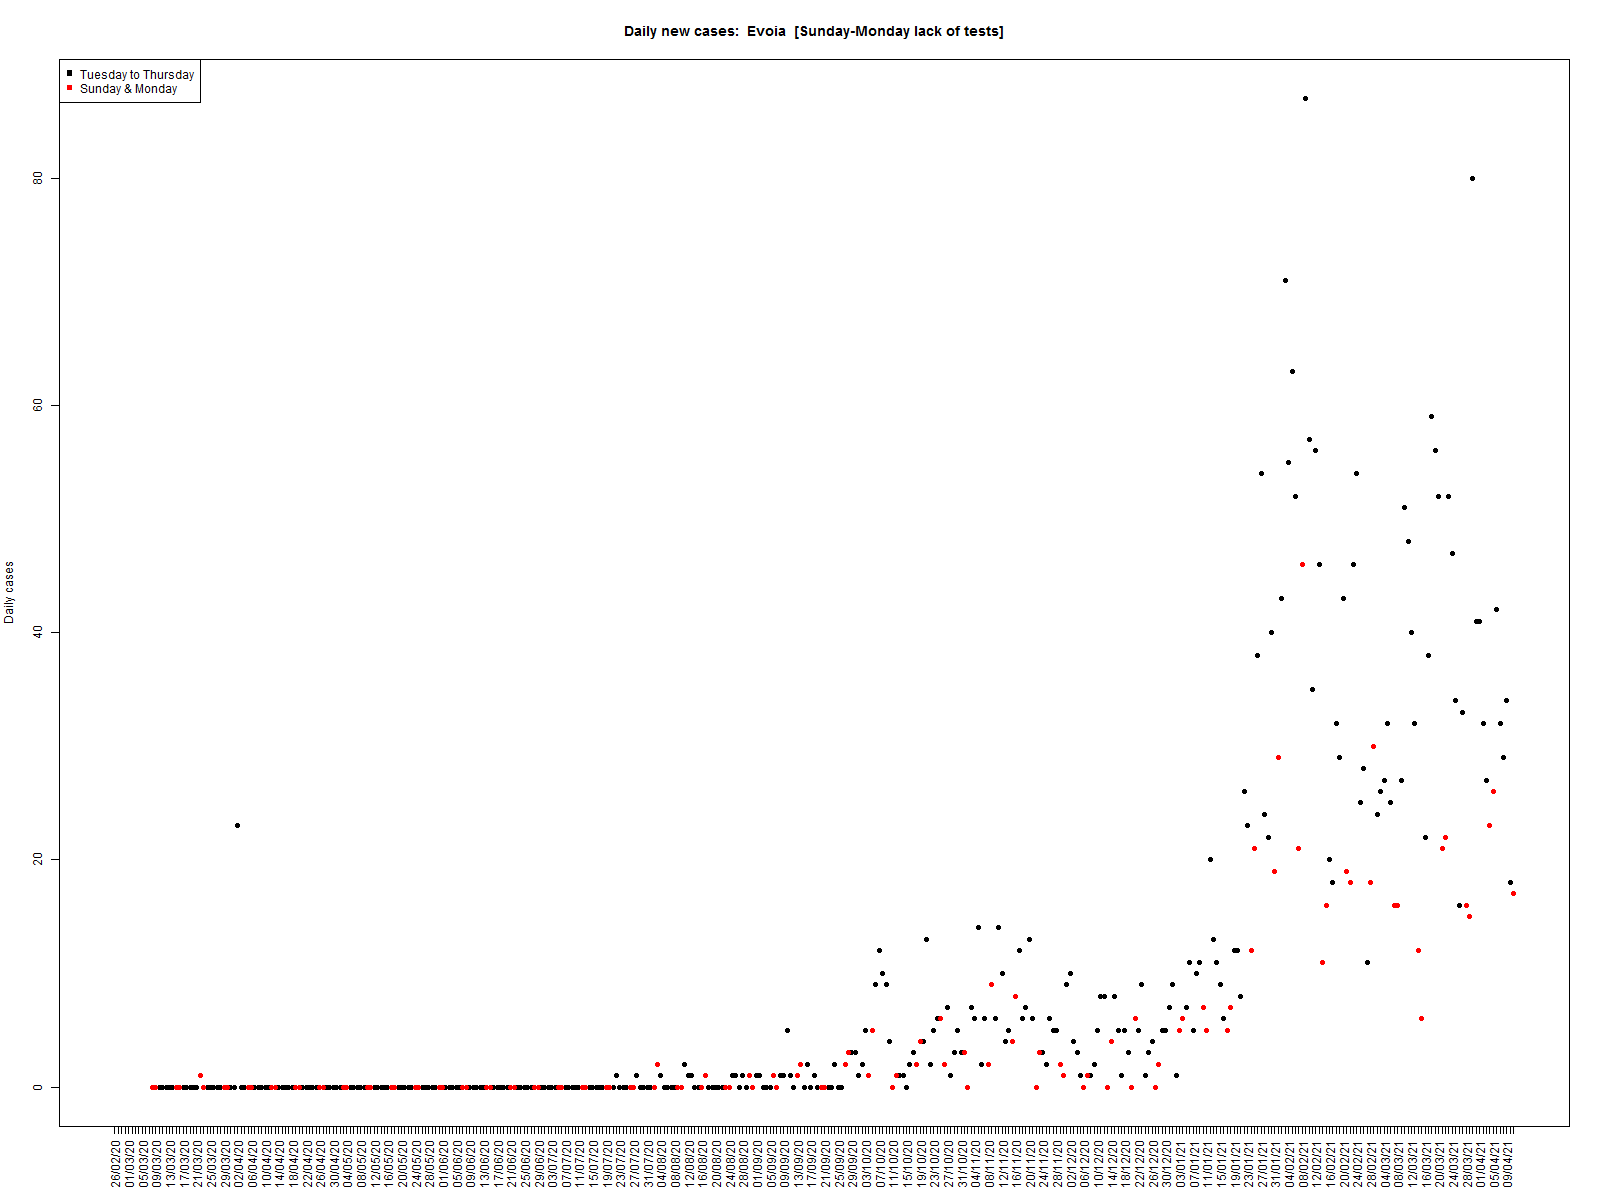 Daily new cases: Evoia [Sunday-Monday lack of tests]
Tuesday to Thursday
Sunday & Monday
Daily cases
80
60
40
20
0
26/02/20 01/03/20 05/03/20 09/03/20 13/03/20 17/03/20 21/03/20 25/03/20 29/03/20 02/04/20 06/04/20 10/04/20 14/04/20 18/04/20 22/04/20 26/04/20 30/04/20 04/05/20 08/05/20 12/05/20 16/05/20 20/05/20 24/05/20 28/05/20 01/06/20 05/06/20 09/06/20 13/06/20 17/06/20 21/06/20 25/06/20 29/06/20 03/07/20 07/07/20 11/07/20 15/07/20 19/07/20 23/07/20 27/07/20 31/07/20 04/08/20 08/08/20 12/08/20 16/08/20 20/08/20 24/08/20 28/08/20 01/09/20 05/09/20 09/09/20 13/09/20 17/09/20 21/09/20 25/09/20 29/09/20 03/10/20 07/10/20 11/10/20 15/10/20 19/10/20 23/10/20 27/10/20 31/10/20 04/11/20 08/11/20 12/11/20 16/11/20 20/11/20 24/11/20 28/11/20 02/12/20 06/12/20 10/12/20 14/12/20 18/12/20 22/12/20 26/12/20 30/12/20 03/01/21 07/01/21 11/01/21 15/01/21 19/01/21 23/01/21 27/01/21 31/01/21 04/02/21 08/02/21 12/02/21 16/02/21 20/02/21 24/02/21 28/02/21 04/03/21 08/03/21 12/03/21 16/03/21 20/03/21 24/03/21 28/03/21 01/04/21 05/04/21 09/04/21